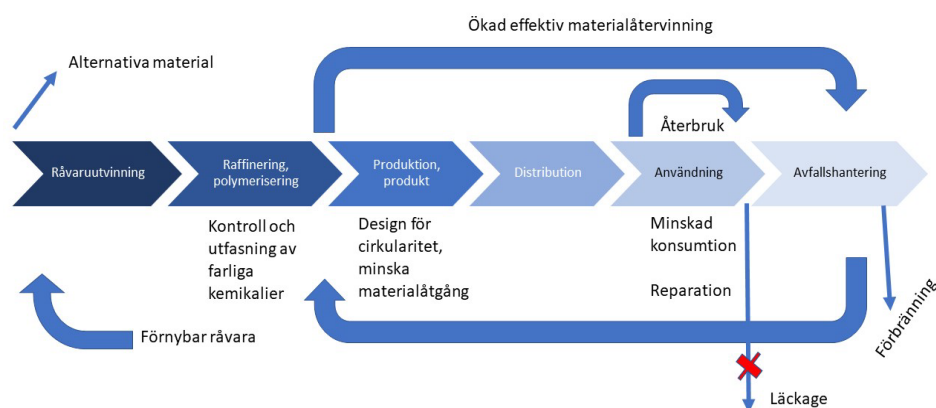 Ökad effektiv materialåtervinning
Alternativa material
Återbruk
Råvaruutvinning
Raffinering,
polymerisering
Produktion,
produkt
Distribution
Användning
Avfallshantering
Kontroll och
utfasning av
farliga
kemikalier
Design för
cirkularitet,
minska
materialåtgång
Minskad
konsumtion
Reparation
Förnybar råvara
Förbränning
Läckage